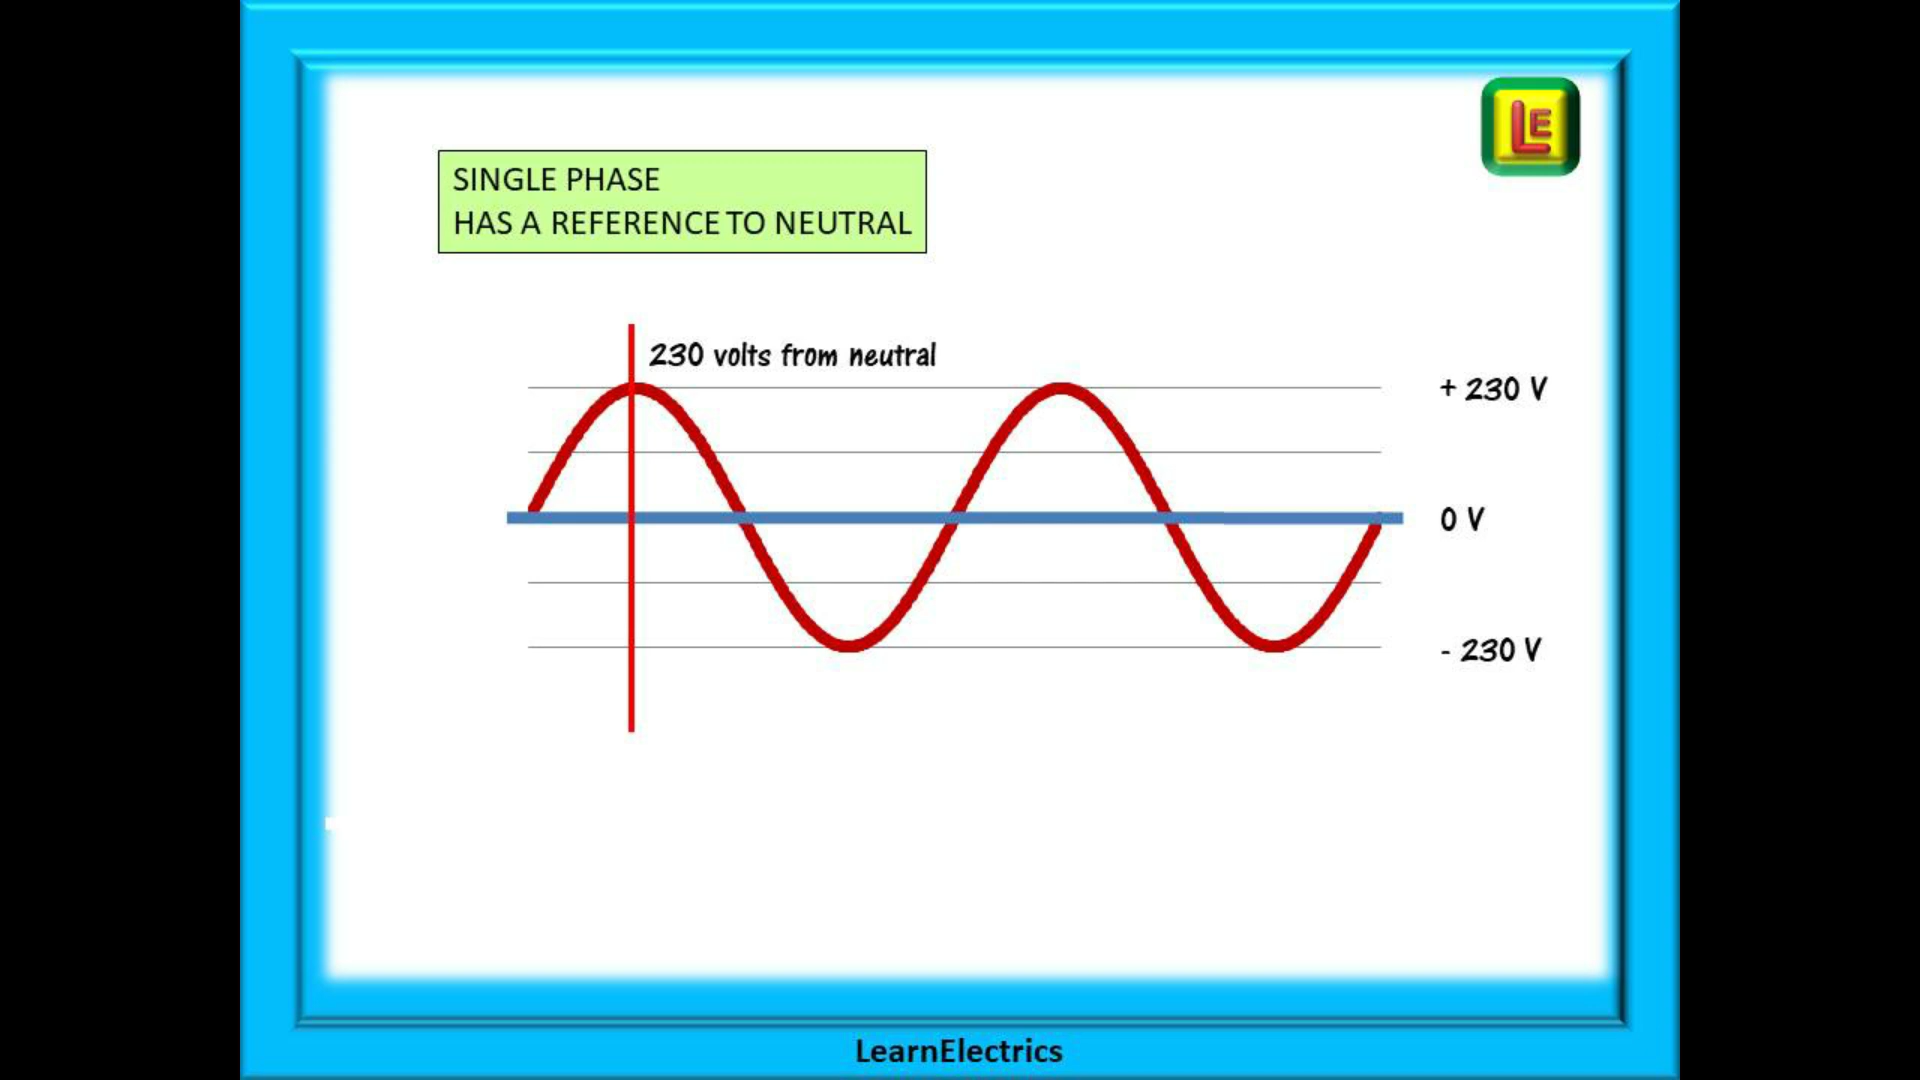 LE
SINGLE PHASE
HAS A REFERENCE TO NEUTRAL
230 volts from neutral
+ 230 V
0 V
- 230 V
LearnElectrics